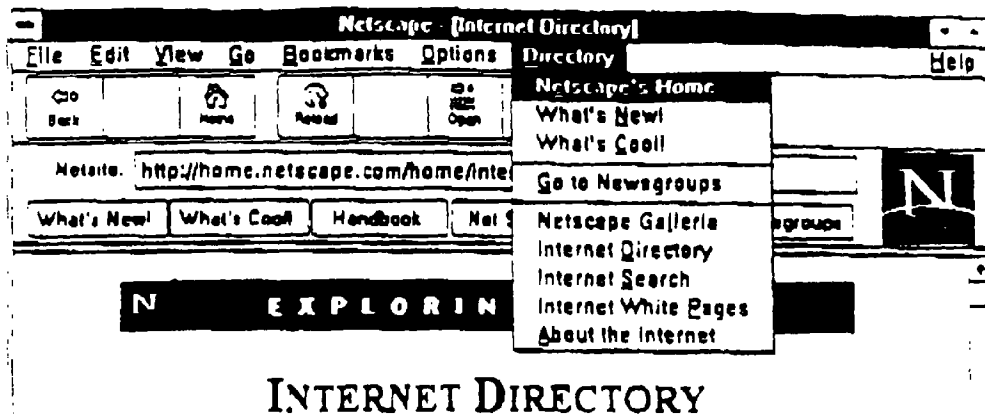 Netscape - [Internet Directory]
File Edit View Go Bookmarks Options Directory Help
Back Home Reload Open
Netsite: http://home.netscape.com/home/inte
What's New! What's Cool! Handbook Net S egroups
Netscape's Home
What's New!
What's Cool!
Go to Newsgroups
Netscape Galleria
Internet Directory
Internet Search
Internet White Pages
About the Internet
N
N EXPLORIN
INTERNET DIRECTORY